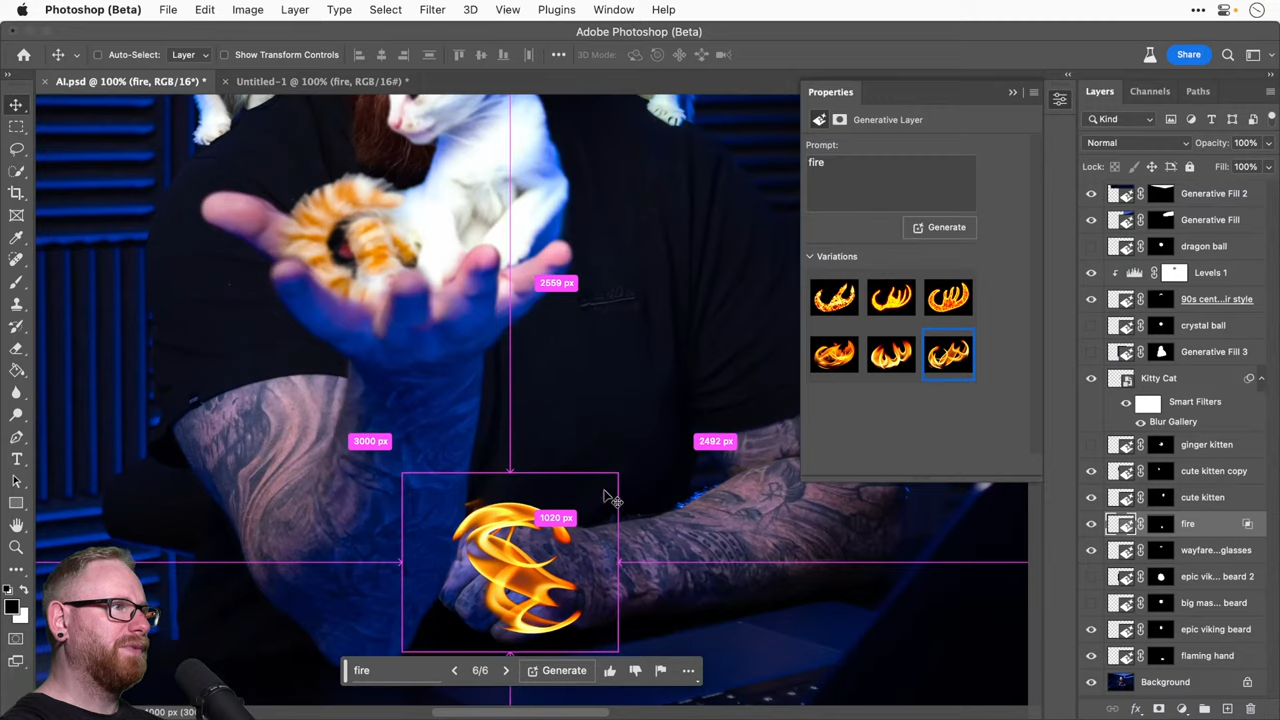 Photoshop (Beta) File Edit Image Layer Type Select Filter 3D View Plugins Window Help
Adobe Photoshop (Beta)
Auto-Select: Layer Show Transform Controls 3D Mode: Share
AI.psd @ 100% (fire, RGB/16*) * Untitled-1 @ 100% (fire, RGB/16#) *
2559 px
3000 px
2492 px
1020 px
fire 6/6 Generate
Properties
Generative Layer
Prompt:
fire
Generate
Variations
Layers Channels Paths
Kind
Normal Opacity: 100%
Lock: Fill: 100%
Generative Fill 2
Generative Fill
dragon ball
Levels 1
90s cent...ir style
crystal ball
Generative Fill 3
Kitty Cat
Smart Filters
Blur Gallery
ginger kitten
cute kitten copy
cute kitten
fire
wayfare...glasses
epic vik... beard 2
big mas... beard
epic viking beard
flaming hand
Background